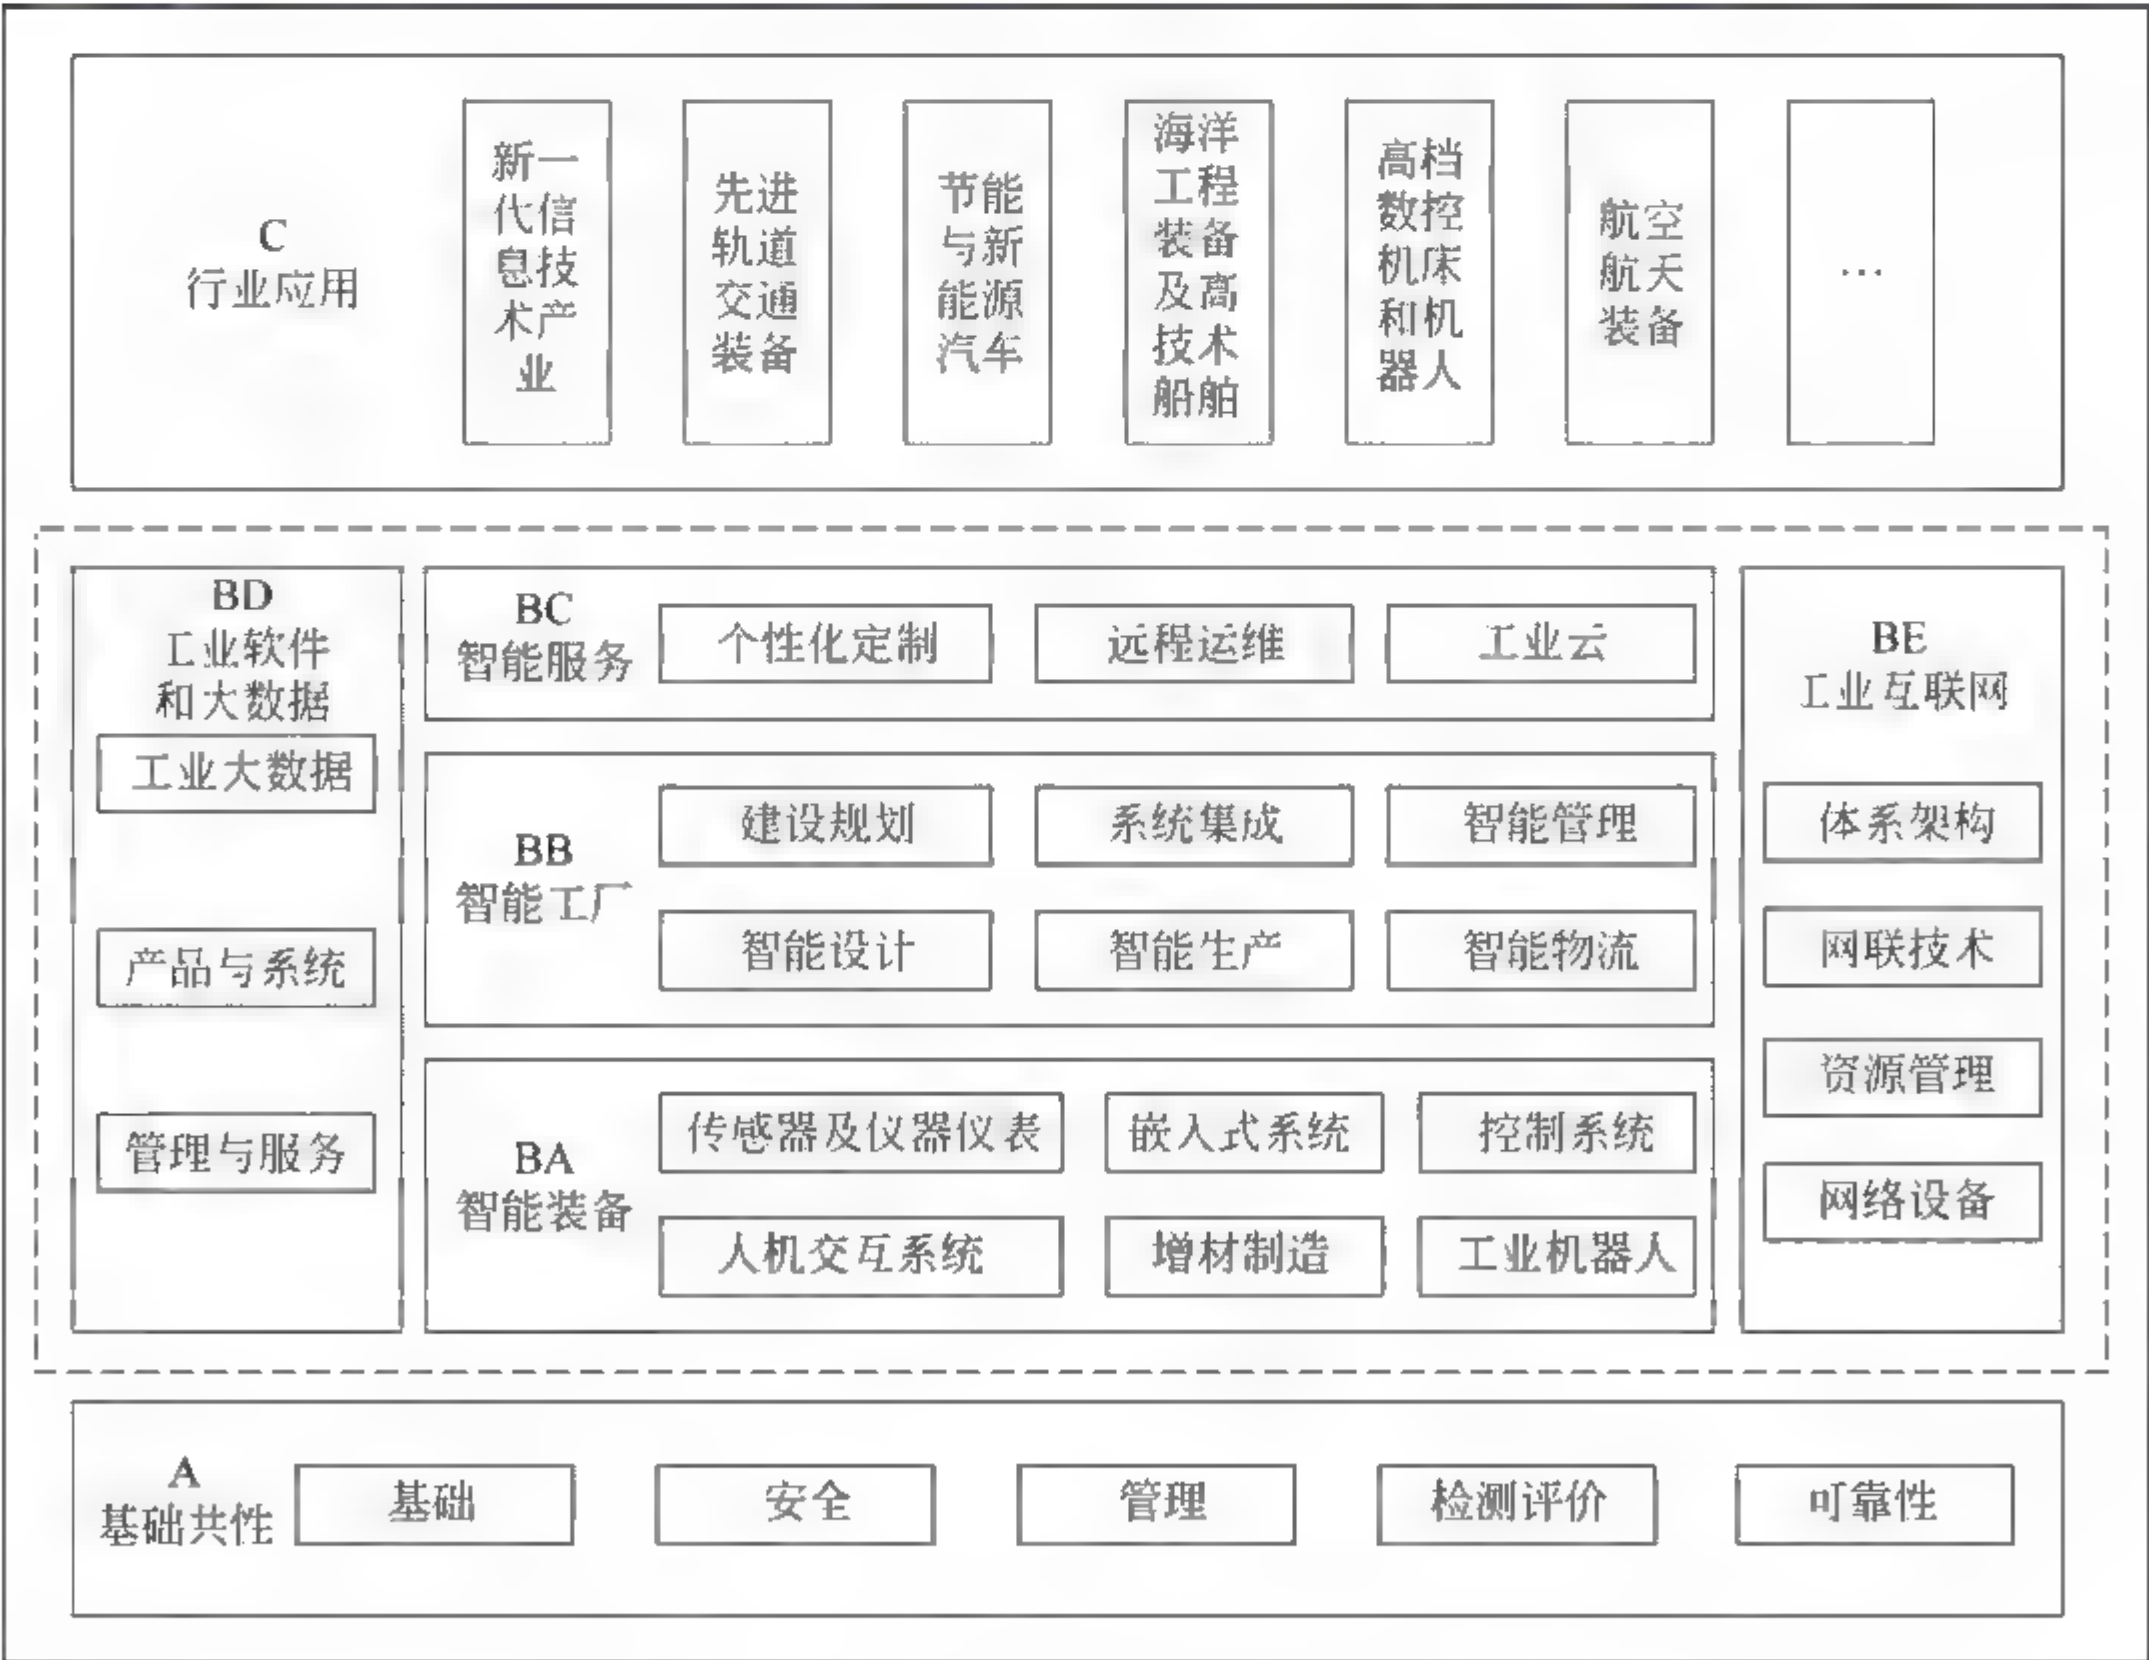 C
行业应用
新一
代信
息技
术产
业
先进
轨道
交通
装备
节能
与新
能源
汽车
海洋
工程
装备
及高
技术
船舶
高档
数控
机床
和机
器人
航空
航天
装备
…
BD
工业软件
和大数据
工业大数据
产品与系统
管理与服务
BC
智能服务
个性化定制
远程运维
工业云
BB
智能工厂
建设规划
系统集成
智能管理
智能设计
智能生产
智能物流
BA
智能装备
传感器及仪器仪表
嵌入式系统
控制系统
人机交互系统
增材制造
工业机器人
BE
工业互联网
体系架构
网联技术
资源管理
网络设备
A
基础共性
基础
安全
管理
检测评价
可靠性